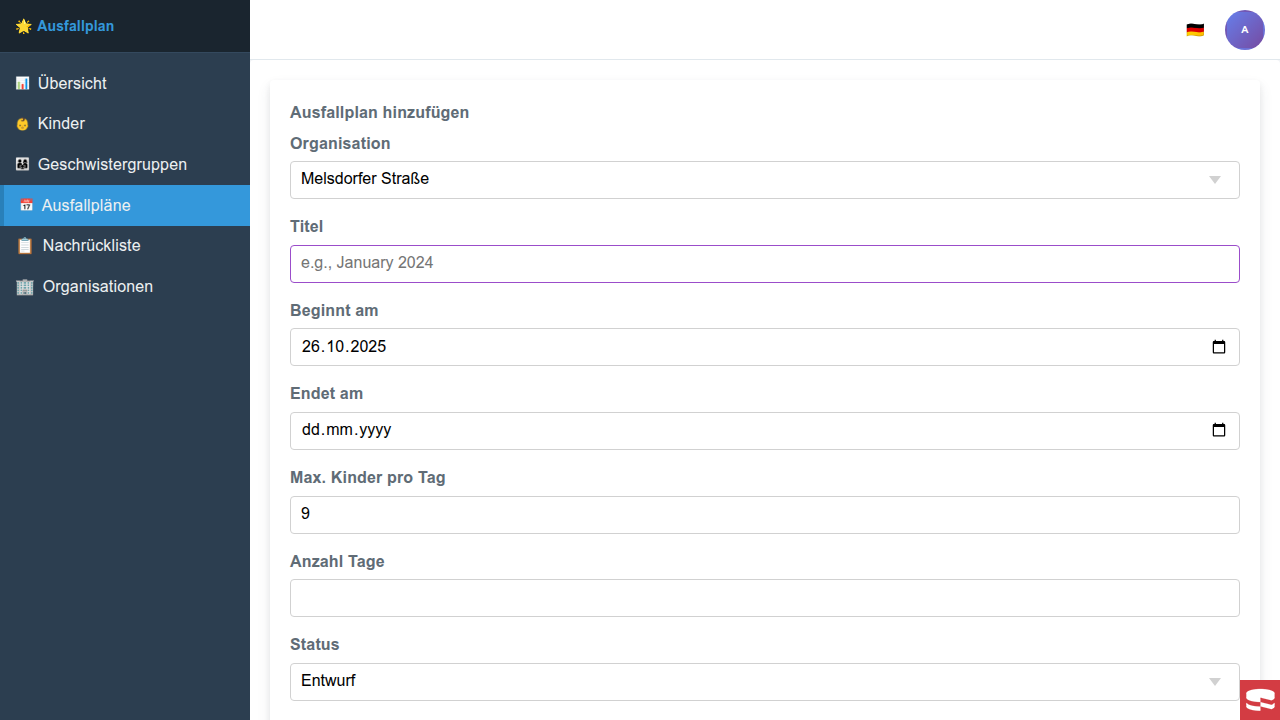 Ausfallplan
A
Übersicht
Kinder
Geschwistergruppen
Ausfallpläne
Nachrückliste
Organisationen
Ausfallplan hinzufügen
Organisation
Melsdorfer Straße
Titel
e.g., January 2024
Beginnt am
26.10.2025
Endet am
dd.mm.yyyy
Max. Kinder pro Tag
9
Anzahl Tage
Status
Entwurf